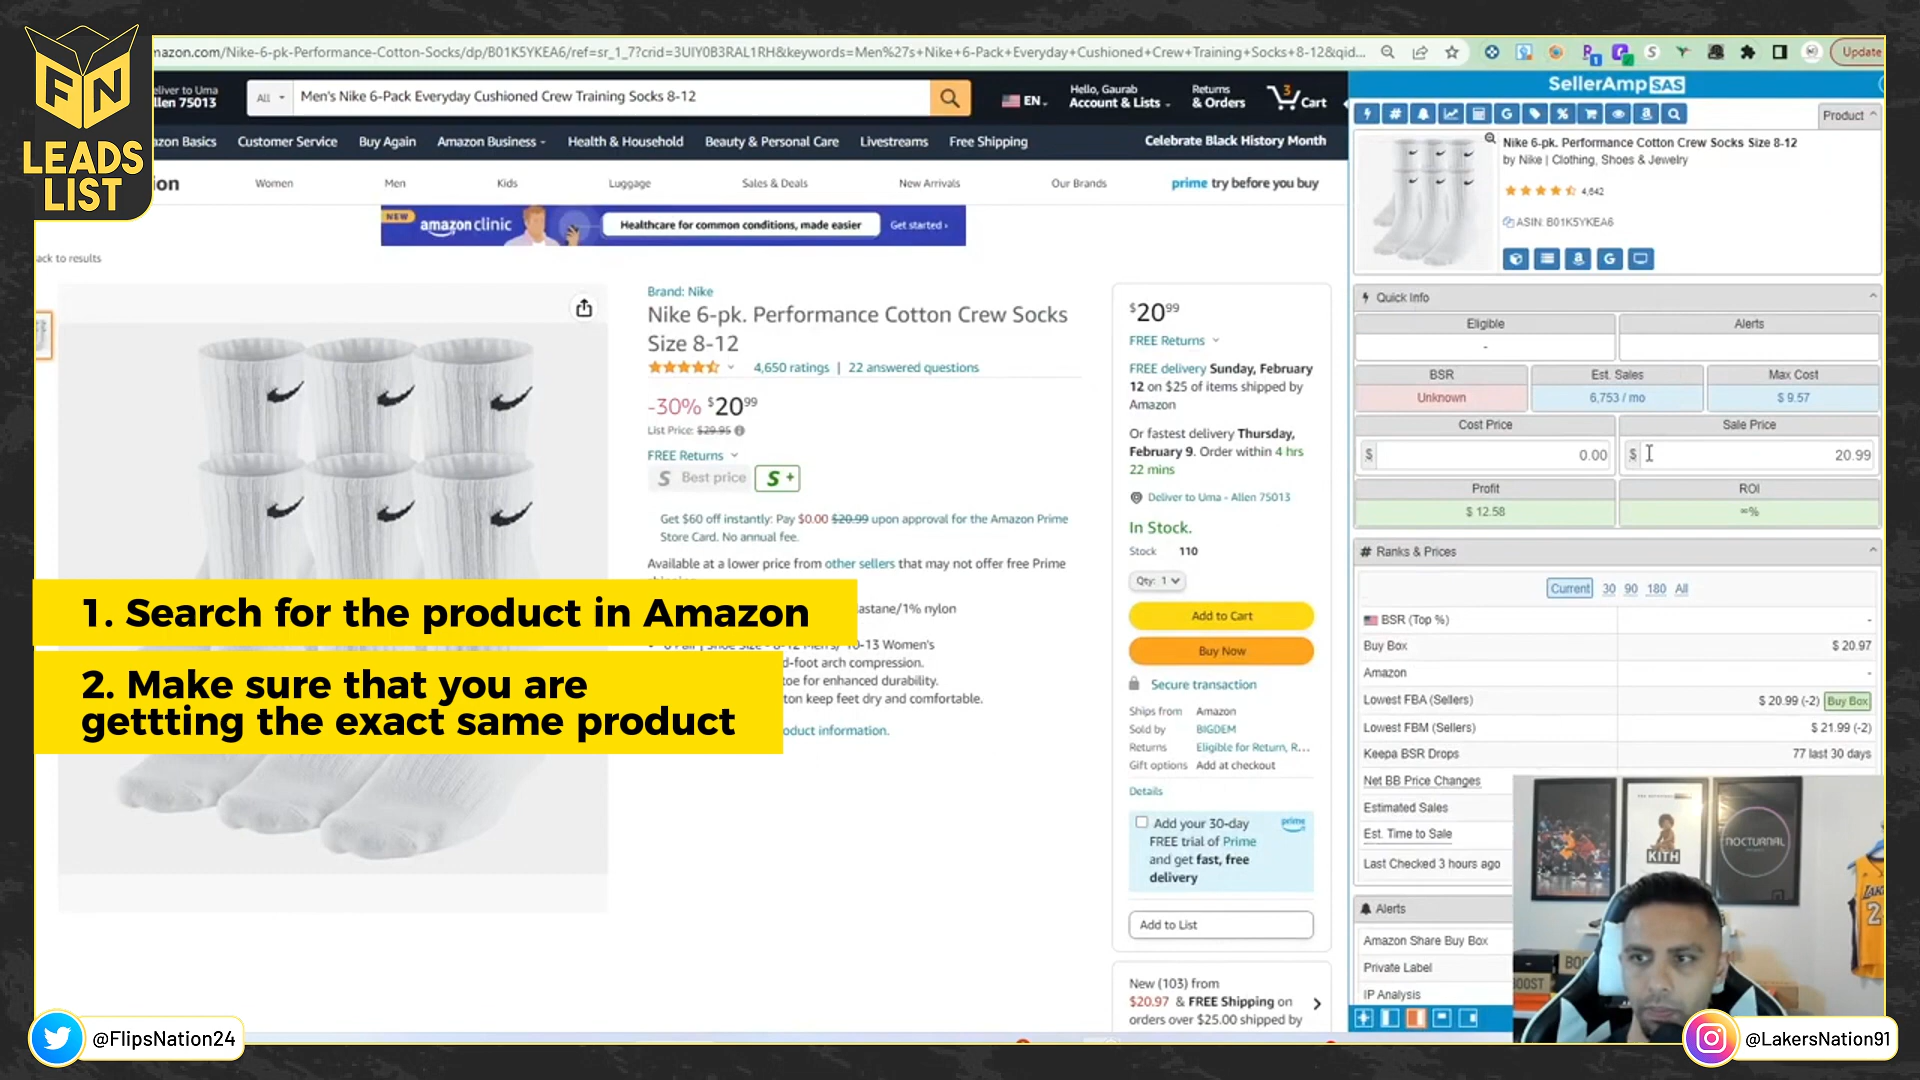 FN
LEADS
LIST
mazon.com/Nike-6-pk-Performance-Cotton-Socks/dp/B01K5YKEA6/ref=sr_1_7?crid=3UIY0B3RAL1RH&keywords=Men%27s+Nike+6-Pack+Everyday+Cushioned+Crew+Training+Socks+8-12&qid...
Update
eliver to Uma
llen 75013
All
Men's Nike 6-Pack Everyday Cushioned Crew Training Socks 8-12
EN
Hello, Gaurab
Account & Lists
Returns
& Orders
3
Cart
azon Basics
Customer Service
Buy Again
Amazon Business
Health & Household
Beauty & Personal Care
Livestreams
Free Shipping
Celebrate Black History Month
ion
Women
Men
Kids
Luggage
Sales & Deals
New Arrivals
Our Brands
prime try before you buy
NEW
amazon clinic
Healthcare for common conditions, made easier
Get started ›
ack to results
Brand: Nike
Nike 6-pk. Performance Cotton Crew Socks
Size 8-12
4,650 ratings | 22 answered questions
-30% $20 99
List Price: $29.95
FREE Returns
S Best price
S +
Get $60 off instantly: Pay $0.00 $20.99 upon approval for the Amazon Prime
Store Card. No annual fee.
Available at a lower price from other sellers that may not offer free Prime
astane/1% nylon
10-13 Women's
d-foot arch compression.
toe for enhanced durability.
ton keep feet dry and comfortable.
oduct information.
1. Search for the product in Amazon
2. Make sure that you are
gettting the exact same product
$20 99
FREE Returns
FREE delivery Sunday, February
12 on $25 of items shipped by
Amazon
Or fastest delivery Thursday,
February 9. Order within 4 hrs
22 mins
Deliver to Uma - Allen 75013
In Stock.
Stock 110
Qty: 1
Add to Cart
Buy Now
Secure transaction
Ships from Amazon
Sold by BIGDEM
Returns Eligible for Return, R...
Gift options Add at checkout
Details
Add your 30-day
FREE trial of Prime
and get fast, free
delivery
prime
Add to List
New (103) from
$20.97 & FREE Shipping on
orders over $25.00 shipped by
SellerAmp SAS
Product
Nike 6-pk. Performance Cotton Crew Socks Size 8-12
by Nike | Clothing, Shoes & Jewelry
4,642
ASIN: B01K5YKEA6
Quick Info
Eligible
Alerts
-
BSR
Est. Sales
Max Cost
Unknown
6,753 / mo
$ 9.57
Cost Price
Sale Price
$ 0.00
$ 20.99
Profit
ROI
$ 12.58
∞%
# Ranks & Prices
Current 30 90 180 All
BSR (Top %) -
Buy Box $ 20.97
Amazon -
Lowest FBA (Sellers) $ 20.99 (-2) Buy Box
Lowest FBM (Sellers) $ 21.99 (-2)
Keepa BSR Drops 77 last 30 days
Net BB Price Changes
Estimated Sales
Est. Time to Sale
Last Checked 3 hours ago
Alerts
Amazon Share Buy Box
Private Label
IP Analysis
KITH
NOCTURNAL
BOOST
@FlipsNation24
@LakersNation91